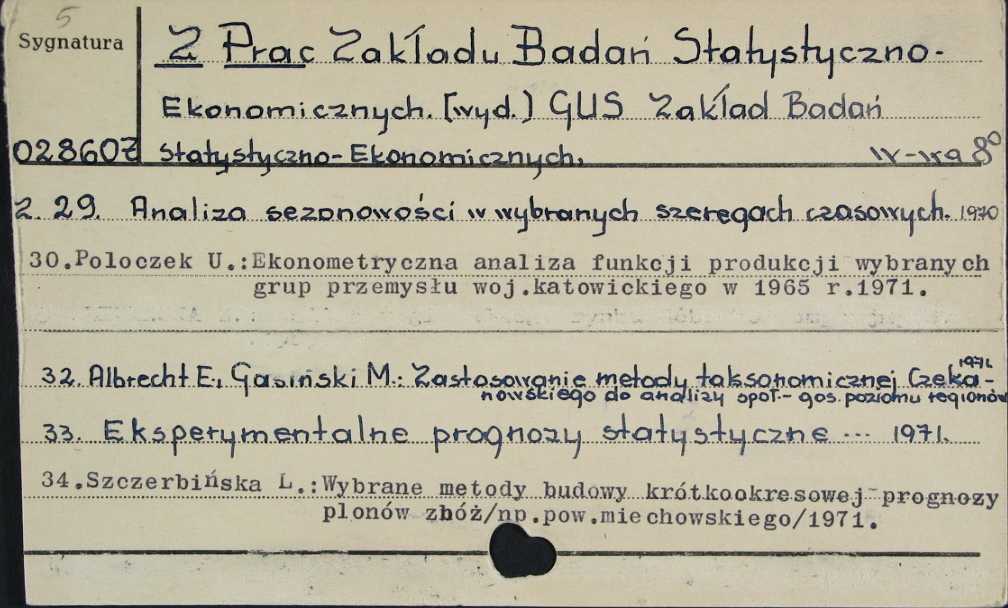 5
Sygnatura
Z Prac Zakładu Badań Statystyczno-
Ekonomicznych. [wyd.] GUS Zakład Badań
028607 Statystyczno-Ekonomicznych. W-wa 8°
Z. 29. Analiza sezonowości w wybranych szeregach czasowych. 1970
30.Poloczek U.:Ekonometryczna analiza funkcji produkcji wybranych
grup przemysłu woj.katowickiego w 1965 r.1971.
32. Albrecht E., Gasiński M.: Zastosowanie metody taksonomicznej Czeka-
nowskiego do analizy społ.-gos. poziomu regionów 1971.
33. Eksperymentalne prognozy statystyczne ... 1971.
34.Szczerbińska L.:Wybrane metody budowy krótkookresowej prognozy
plonów zbóż/np.pow.miechowskiego/1971.